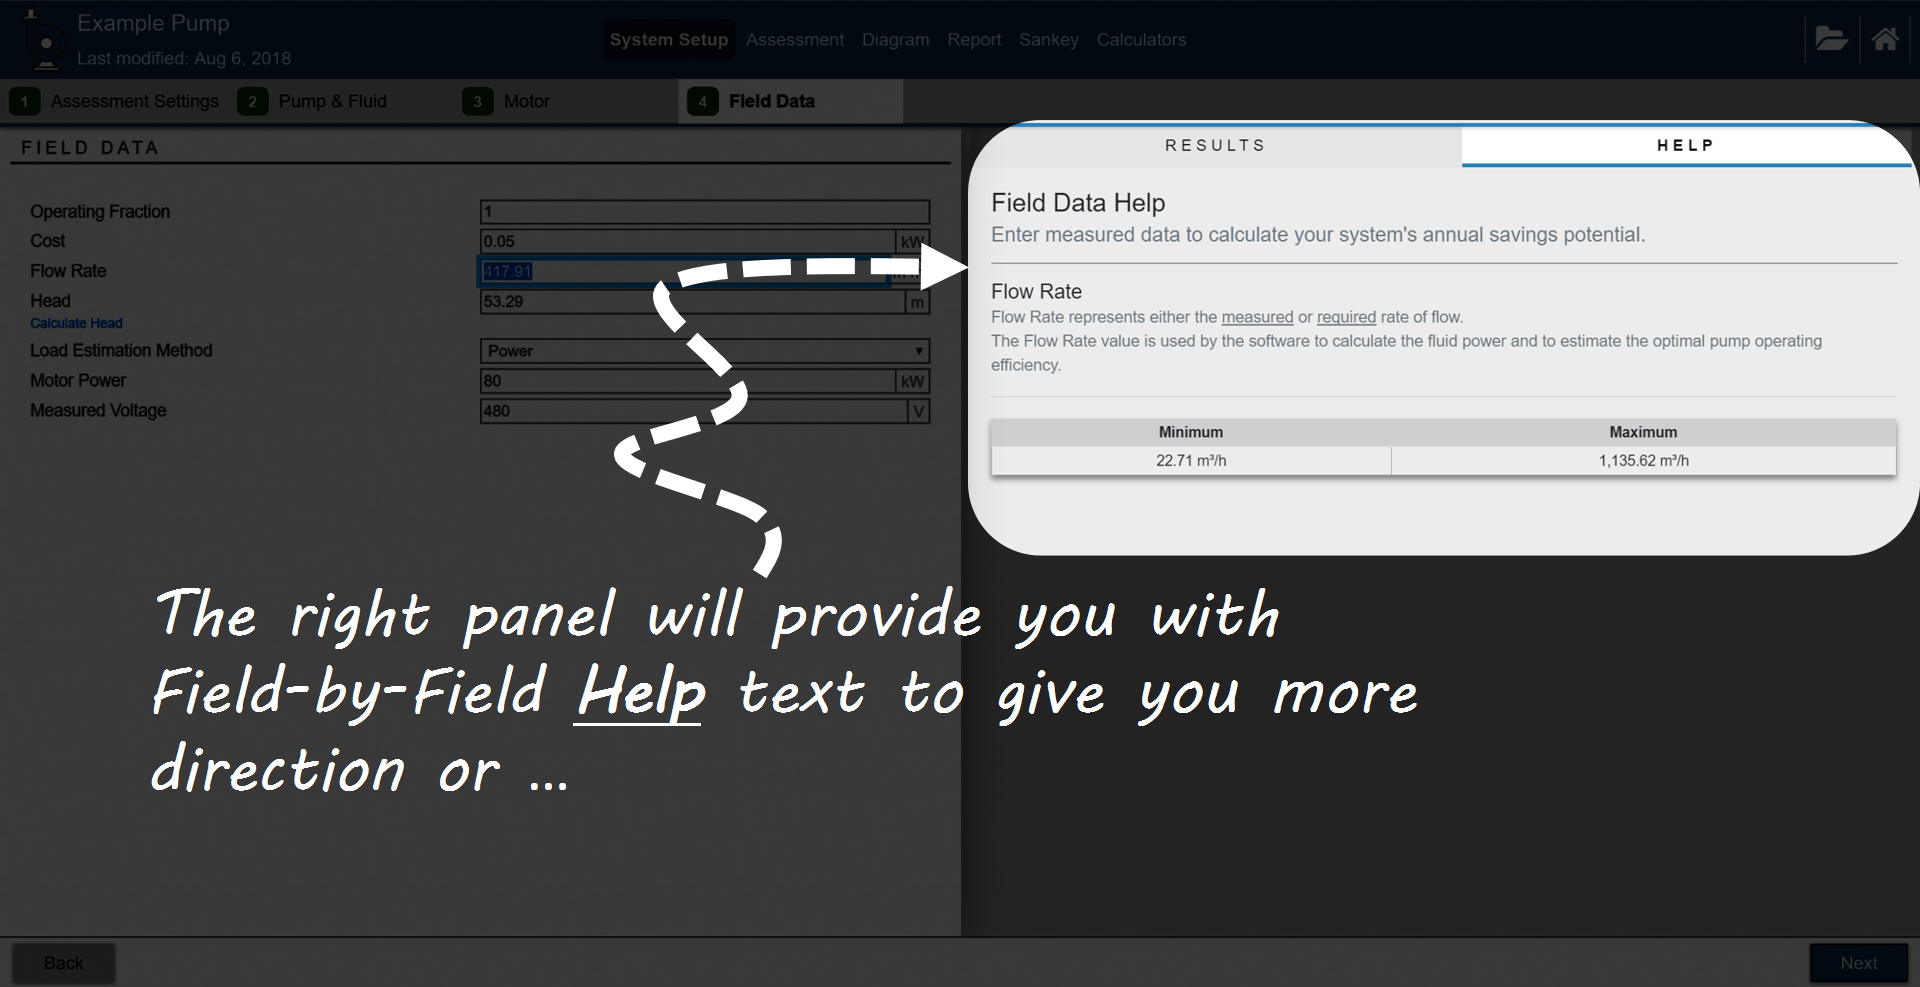 Example Pump
Last modified: Aug 6, 2018
System Setup Assessment Diagram Report Sankey Calculators
1 Assessment Settings 2 Pump & Fluid 3 Motor 4 Field Data
FIELD DATA
Operating Fraction 1
Cost 0.05
Flow Rate 417.91
Head 53.29 m
Calculate Head
Load Estimation Method Power
Motor Power 80 kW
Measured Voltage 480 V
RESULTS HELP
Field Data Help
Enter measured data to calculate your system's annual savings potential.
Flow Rate
Flow Rate represents either the measured or required rate of flow.
The Flow Rate value is used by the software to calculate the fluid power and to estimate the optimal pump operating
efficiency.
Minimum Maximum
22.71 m³/h 1,135.62 m³/h
The right panel will provide you with
Field-by-Field Help text to give you more
direction or ...
Back Next